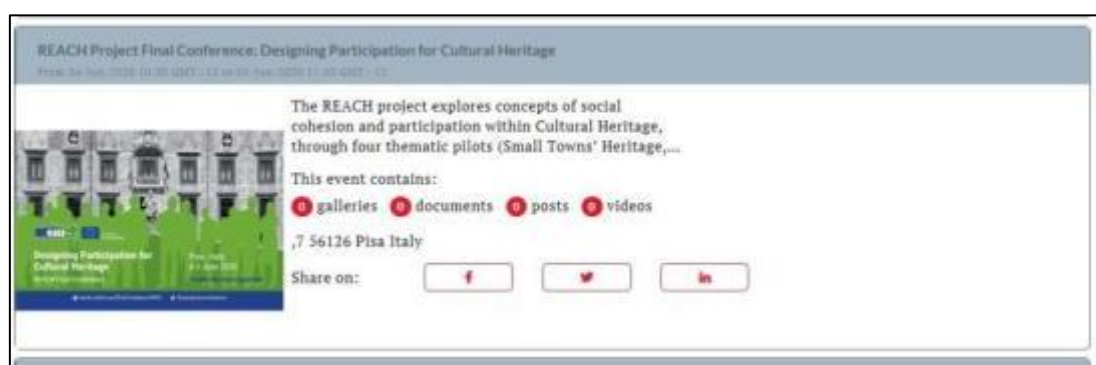 REACH Project Final Conference: Designing Participation for Cultural Heritage
The REACH project explores concepts of social
cohesion and participation within Cultural Heritage,
through four thematic pilots (Small Towns' Heritage,...
This event contains:
0 galleries 0 documents 0 posts 0 videos
,7 56126 Pisa Italy
Share on:
f
in
Designing Participation for
Cultural Heritage